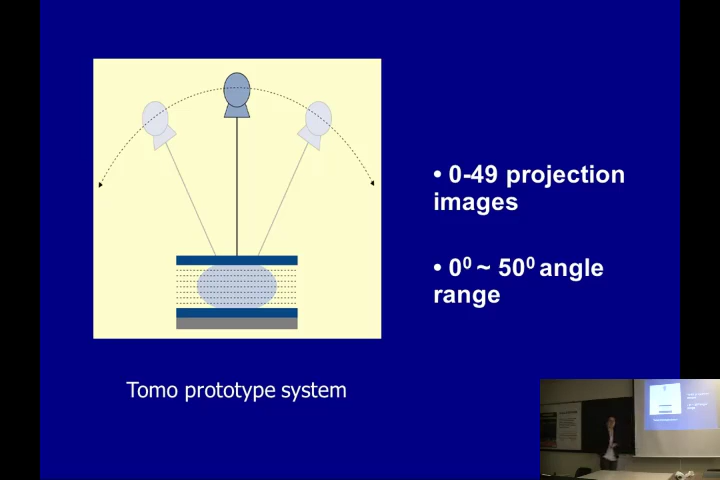 • 0-49 projection
images
• 0⁰ ~ 50⁰ angle
range
Tomo prototype system